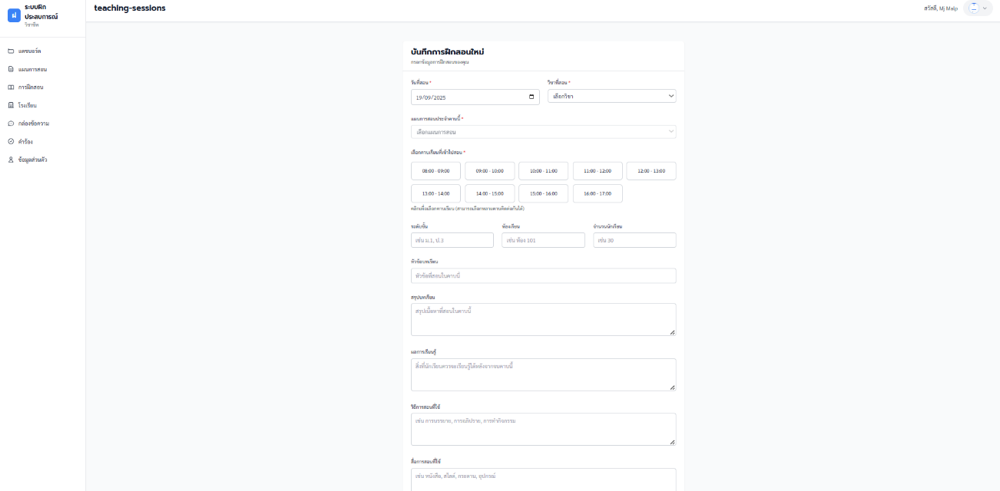 ฝ
ระบบฝึก
ประสบการณ์
วิชาชีพ
แดชบอร์ด
แผนการสอน
การฝึกสอน
โรงเรียน
กล่องข้อความ
คำร้อง
ข้อมูลส่วนตัว
teaching-sessions
สวัสดี, Mj Malp
บันทึกการฝึกสอนใหม่
กรอกข้อมูลการฝึกสอนของคุณ
วันที่สอน *
19/09/2025
วิชาที่สอน *
เลือกวิชา
แผนการสอนประจำคาบนี้ *
เลือกแผนการสอน
เลือกคาบเรียนที่เข้าไปสอน *
08:00 - 09:00
09:00 - 10:00
10:00 - 11:00
11:00 - 12:00
12:00 - 13:00
13:00 - 14:00
14:00 - 15:00
15:00 - 16:00
16:00 - 17:00
คลิกเพื่อเลือกคาบเรียน (สามารถเลือกหลายคาบติดต่อกันได้)
ระดับชั้น
เช่น ม.1, ป.3
ห้องเรียน
เช่น ห้อง 101
จำนวนนักเรียน
เช่น 30
หัวข้อบทเรียน
หัวข้อที่สอนในคาบนี้
สรุปบทเรียน
สรุปเนื้อหาที่สอนในคาบนี้
ผลการเรียนรู้
สิ่งที่นักเรียนควรจะเรียนรู้ได้หลังจากจบคาบนี้
วิธีการสอนที่ใช้
เช่น การบรรยาย, การอภิปราย, การทำกิจกรรม
สื่อการสอนที่ใช้
เช่น หนังสือ, สไลด์, กระดาน, อุปกรณ์